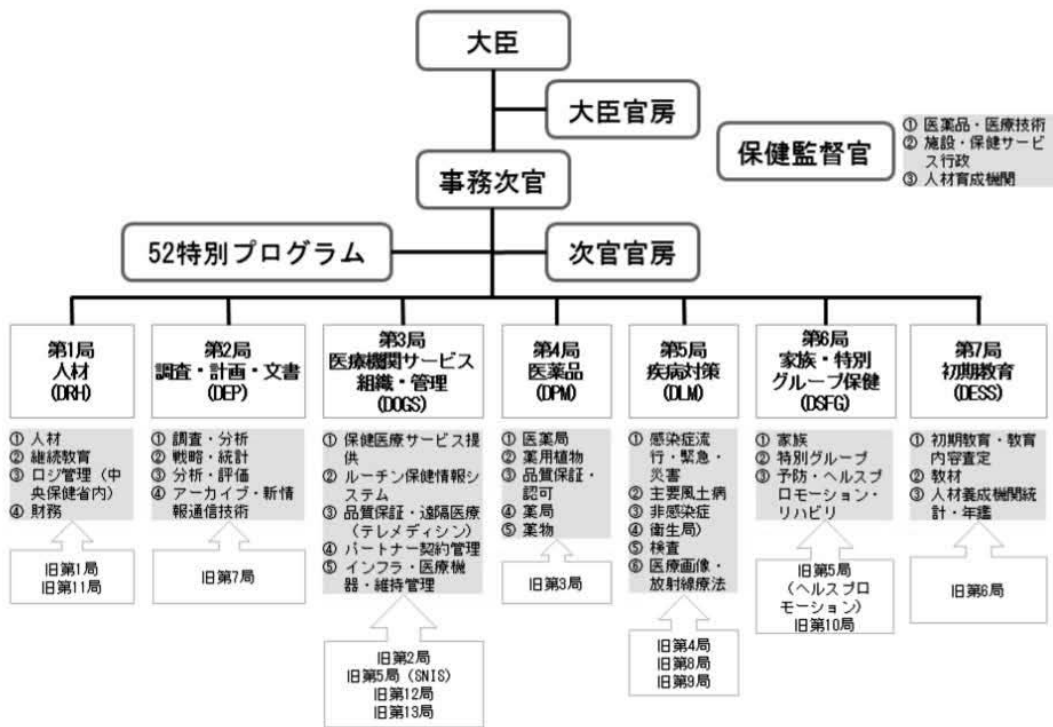 大臣
大臣官房
保健監督官
① 医薬品・医療技術
② 施設・保健サービ
ス行政
③ 人材育成機関
事務次官
52特別プログラム
次官官房
第1局
人材
(DRH)
① 人材
② 継続教育
③ ロジ管理(中
央保健省内)
④ 財務
旧第1局
旧第11局
第2局
調査・計画・文書
(DEP)
① 調査・分析
② 戦略・統計
③ 分析・評価
④ アーカイブ・新情
報通信技術
旧第7局
第3局
医療機関サービス
組織・管理
(DOGS)
① 保健医療サービス提
供
② ルーチン保健情報シ
ステム
③ 品質保証・遠隔医療
(テレメディシン)
④ パートナー契約管理
⑤ インフラ・医療機
器・維持管理
旧第2局
旧第5局(SNIS)
旧第12局
旧第13局
第4局
医薬品
(DPM)
① 医薬局
② 薬用植物
③ 品質保証・
認可
④ 薬局
⑤ 薬物
旧第3局
第5局
疾病対策
(DLM)
① 感染症流
行・緊急・
災害
② 主要風土病
③ 非感染症
④ 衛生局)
⑤ 検査
⑥ 医療画像・
放射線療法
旧第4局
旧第8局
旧第9局
第6局
家族・特別
グループ保健
(DSFG)
① 家族
② 特別グループ
③ 予防・ヘルスプ
ロモーション・
リハビリ
旧第5局
(ヘルスプロ
モーション)
旧第10局
第7局
初期教育
(DESS)
① 初期教育・教育
内容査定
② 教材
③ 人材養成機関統
計・年鑑
旧第6局